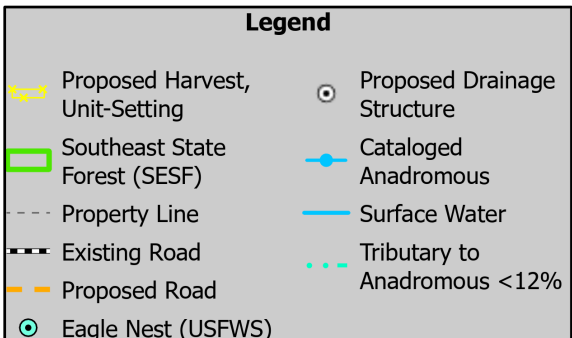 Legend
Proposed Harvest,
Unit-Setting
Southeast State
Forest (SESF)
Property Line
Existing Road
Proposed Road
Eagle Nest (USFWS)
Proposed Drainage
Structure
Cataloged
Anadromous
Surface Water
Tributary to
Anadromous <12%